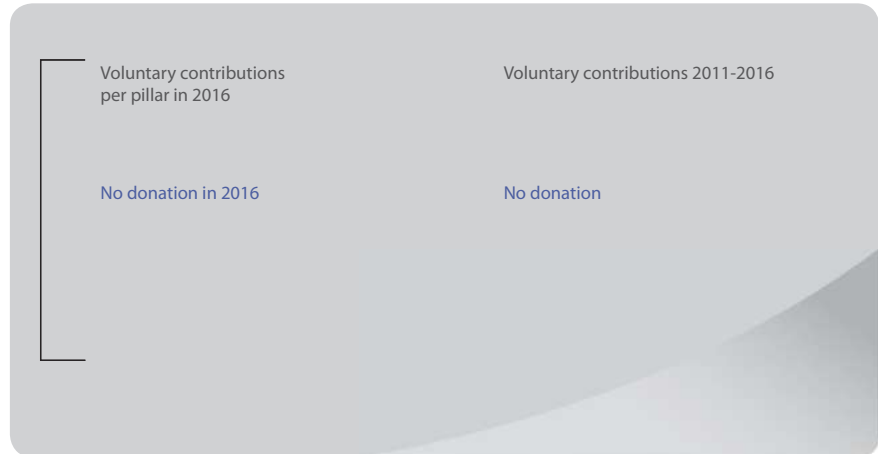 Voluntary contributions
per pillar in 2016
Voluntary contributions 2011-2016
No donation in 2016
No donation